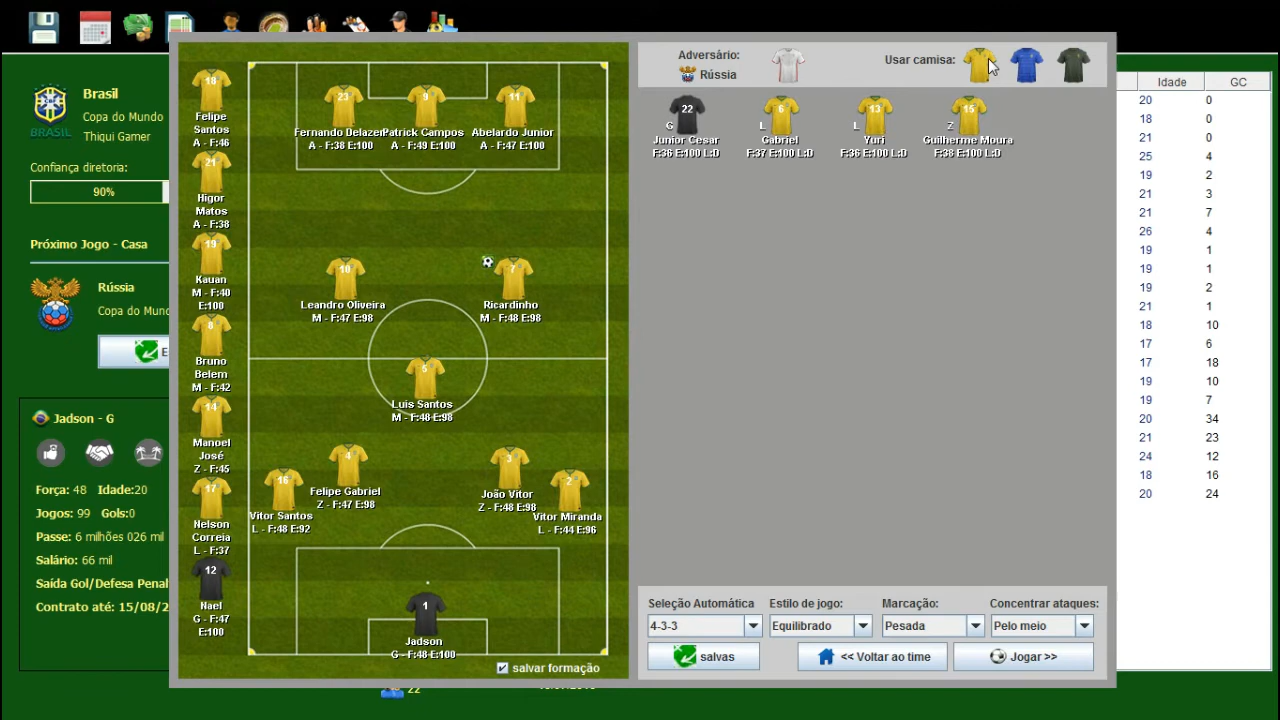 Brasil
Copa do Mundo
Thiqui Gamer
BRASIL
Confiança diretoria:
90%
Próximo Jogo - Casa
Rússia
Copa do Mund
E
Jadson - G
Força: 48 Idade:20
Jogos: 99 Gols:0
Passe: 6 milhões 026 mil
Salário: 66 mil
Saída Gol/Defesa Penal
Contrato até: 15/08/2
18
Felipe
Santos
A - F:46
21
Higor
Matos
A - F:38
19
Kauan
M - F:40
E:100
8
Bruno
Belem
M - F:42
14
Manoel
José
Z - F:45
17
Nelson
Correia
L - F:37
12
Nael
G - F:47
E:100
23
Fernando Delazer
A - F:38 E:100
9
Patrick Campos
A - F:49 E:100
11
Abelardo Junior
A - F:47 E:100
10
Leandro Oliveira
M - F:47 E:98
7
Ricardinho
M - F:48 E:98
5
Luis Santos
M - F:48 E:98
16
Vitor Santos
L - F:48 E:92
4
Felipe Gabriel
Z - F:47 E:98
3
João Vitor
Z - F:48 E:98
2
Vitor Miranda
L - F:44 E:96
1
Jadson
G - F:48 E:100
salvar formação
22
Adversário:
Rússia
Usar camisa:
22
G
Junior Cesar
F:36 E:100 L:D
6
L
Gabriel
F:37 E:100 L:D
13
L
Yuri
F:36 E:100 L:D
15
Z
Guilherme Moura
F:38 E:100 L:D
Seleção Automática
4-3-3
Estilo de jogo:
Equilibrado
Marcação:
Pesada
Concentrar ataques:
Pelo meio
salvas
<< Voltar ao time
Jogar >>
Idade GC
20 0
18 0
21 0
25 4
19 2
21 3
21 7
26 4
19 1
19 1
19 2
21 1
18 10
17 6
17 18
19 10
19 7
20 34
21 23
24 12
18 16
20 24